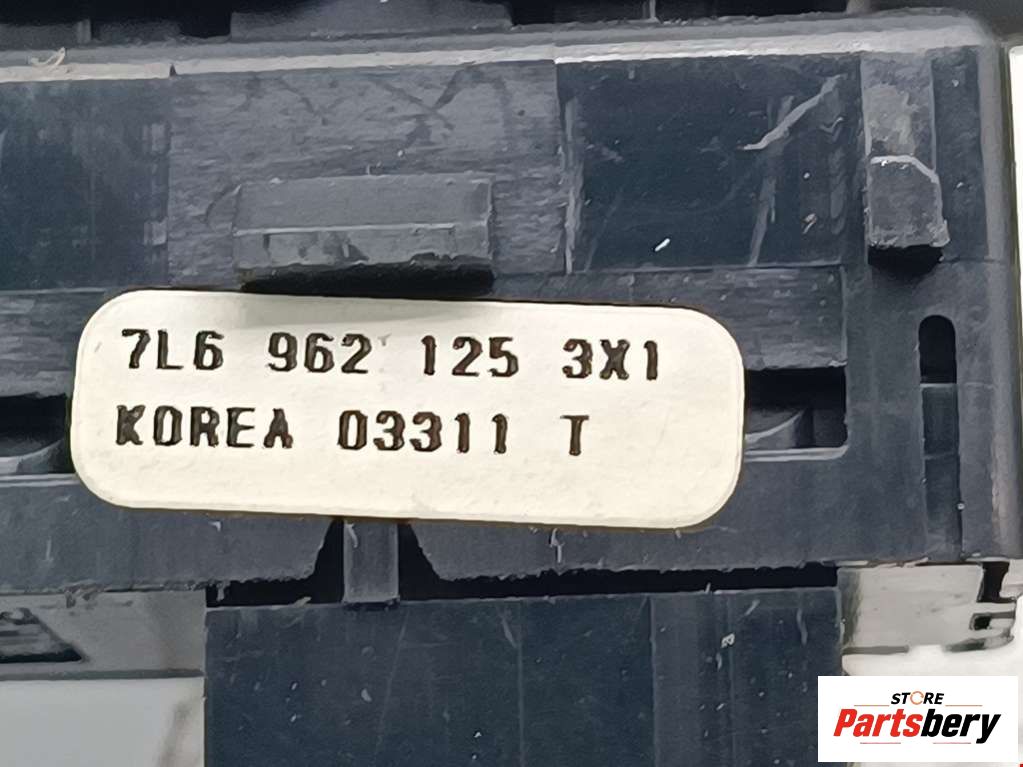 7L6 962 125 3X1
KOREA 03311 T
STORE
Partsbery